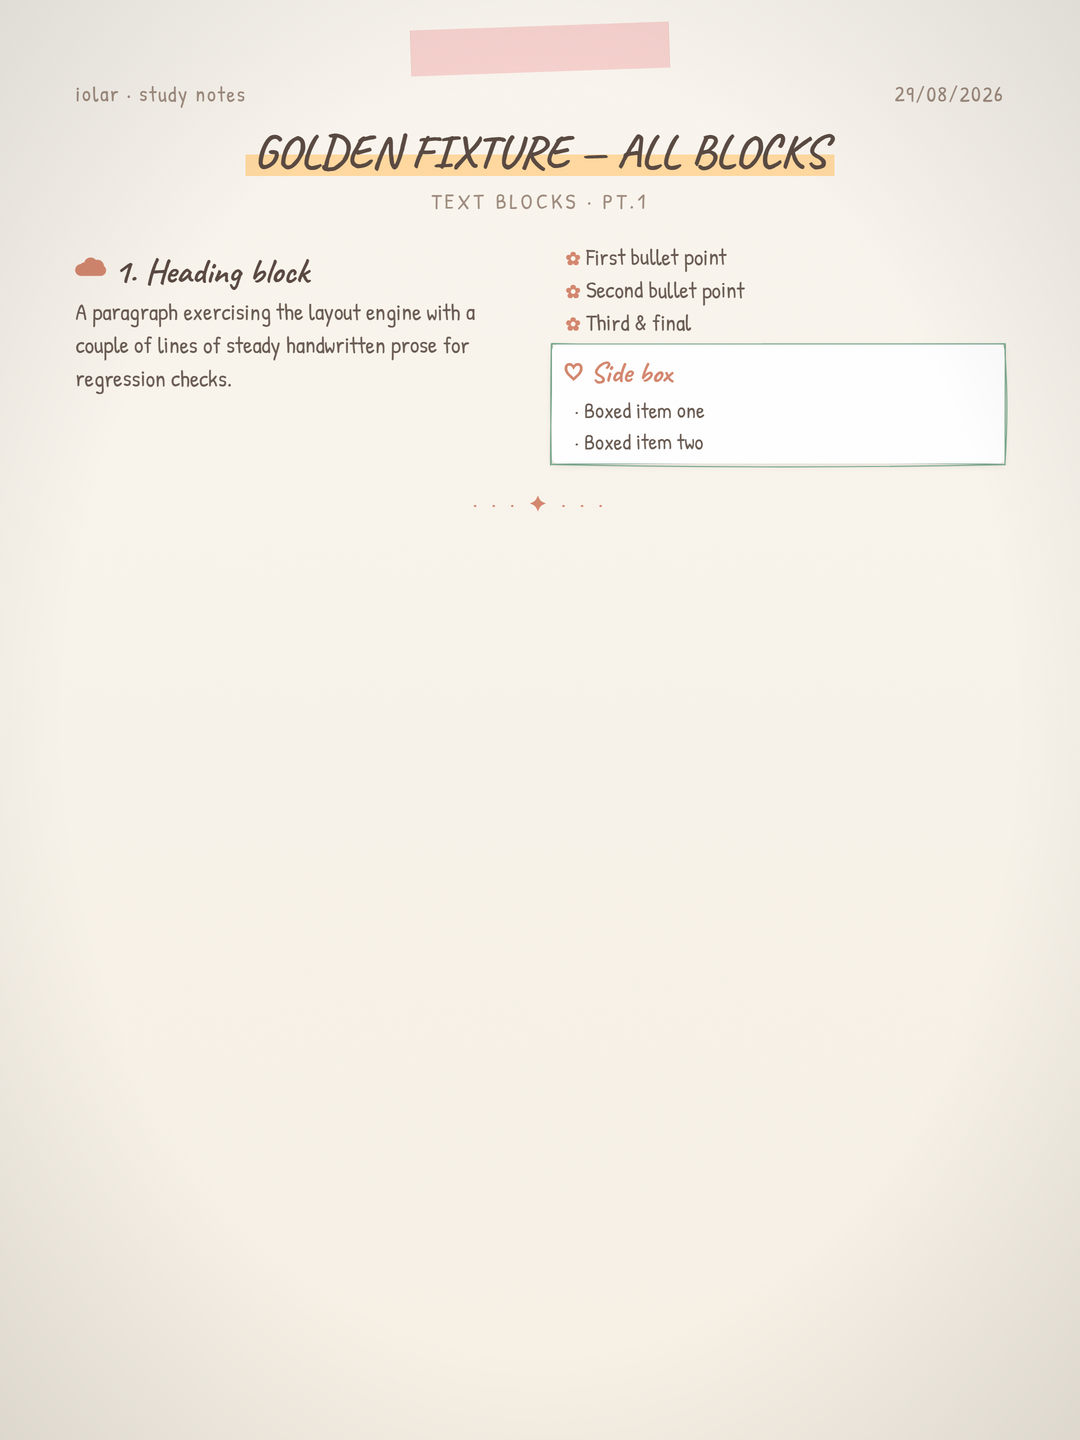 iolar · study notes
29/08/2026
GOLDEN FIXTURE – ALL BLOCKS
TEXT BLOCKS · PT.1
1. Heading block
A paragraph exercising the layout engine with a
couple of lines of steady handwritten prose for
regression checks.
First bullet point
Second bullet point
Third & final
Side box
· Boxed item one
· Boxed item two